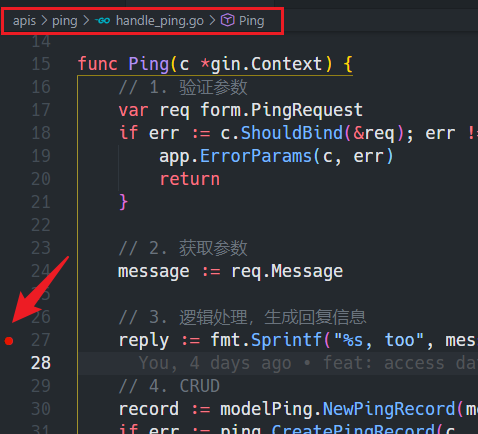 apis > ping > handle_ping.go > Ping
14
15 func Ping(c *gin.Context) {
16 // 1. 验证参数
17 var req form.PingRequest
18 if err := c.ShouldBind(&req); err !=
19 app.ErrorParams(c, err)
20 return
21 }
22
23 // 2. 获取参数
24 message := req.Message
25
26 // 3. 逻辑处理，生成回复信息
27 reply := fmt.Sprintf("%s, too", mes
28 You, 4 days ago • feat: access da
29 // 4. CRUD
30 record := modelPing.NewPingRecord(m
31 if err := ping.CreatePingRecord(c